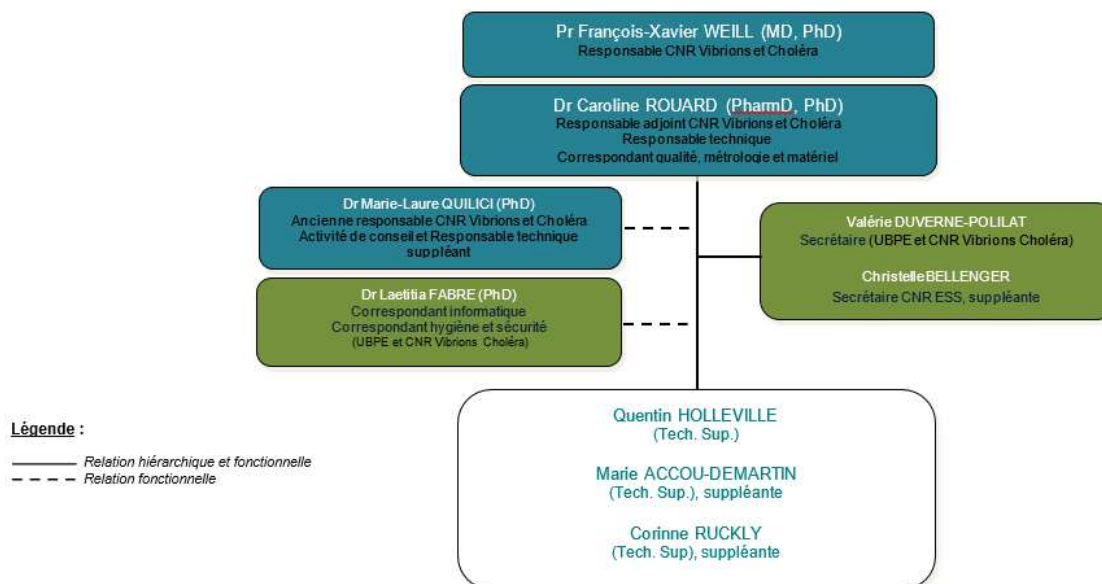 Pr François-Xavier WEILL (MD, PhD)
Responsable CNR Vibrions et Choléra
Dr Caroline ROUARD (PharmD, PhD)
Responsable adjoint CNR Vibrions et Choléra
Responsable technique
Correspondant qualité, métrologie et matériel
Dr Marie-Laure QUILICI (PhD)
Ancienne responsable CNR Vibrions et Choléra
Activité de conseil et Responsable technique
suppléant
Valérie DUVERNE-POLILAT
Secrétaire (UBPE et CNR Vibrions Choléra)
Christelle BELLENGER
Secrétaire CNR ESS, suppléante
Dr Laetitia FABRE (PhD)
Correspondant informatique
Correspondant hygiène et sécurité
(UBPE et CNR Vibrions Choléra)
Quentin HOLLEVILLE
(Tech. Sup.)
Marie ACCOU-DEMARTIN
(Tech. Sup.), suppléante
Corinne RUCKLY
(Tech. Sup), suppléante
Légende :
Relation hiérarchique et fonctionnelle
Relation fonctionnelle